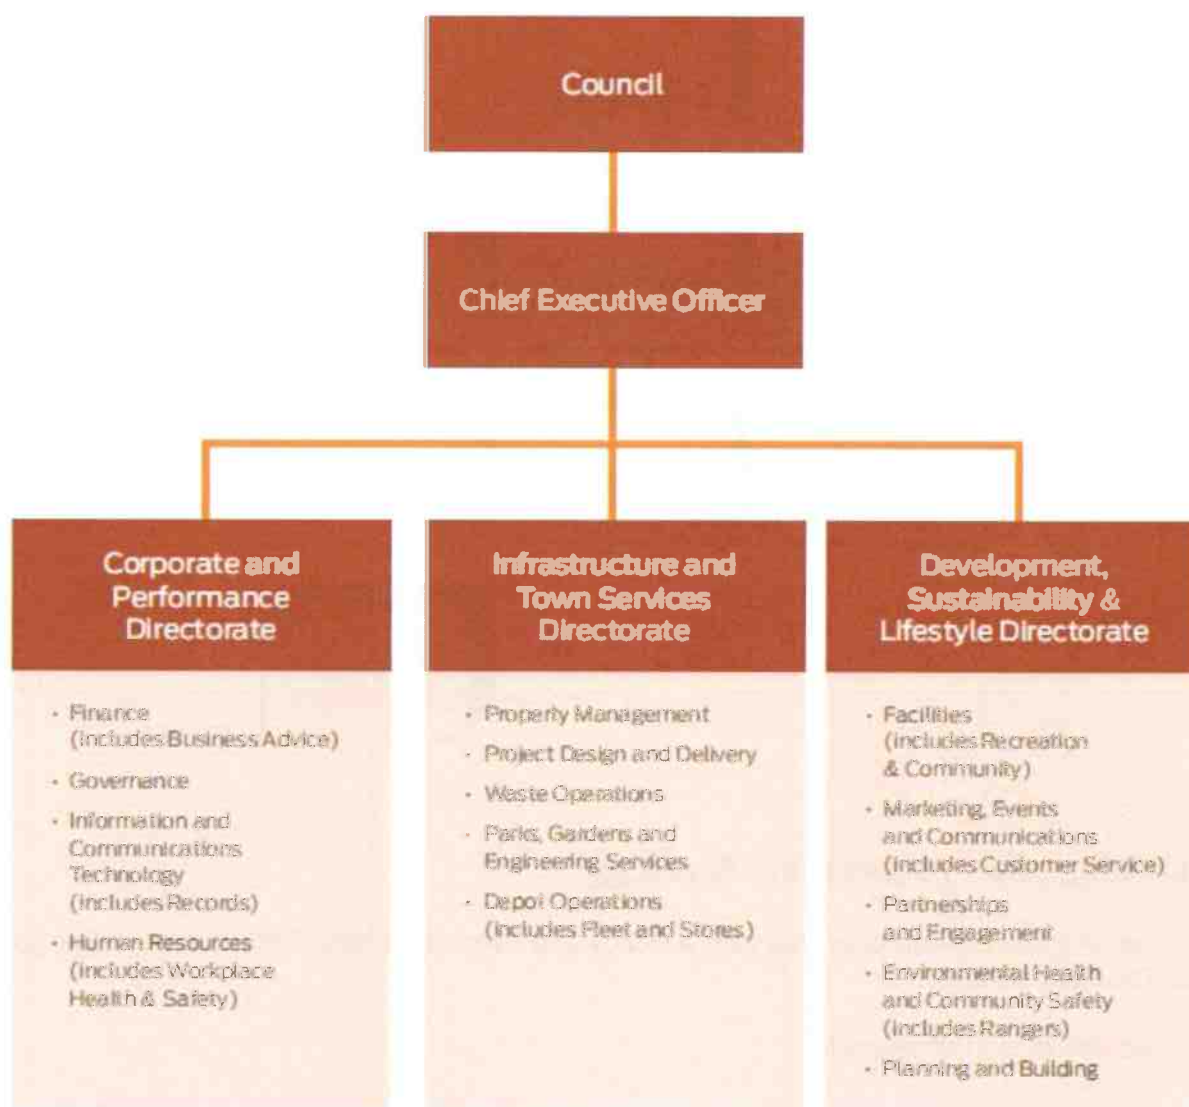 Council
Chief Executive Officer
Corporate and
Performance
Directorate
· Finance
(includes Business Advice)
· Governance
· Information and
Communications
Technology
(includes Records)
· Human Resources
(includes Workplace
Health & Safety)
Infrastructure and
Town Services
Directorate
· Property Management
· Project Design and Delivery
· Waste Operations
· Parks, Gardens and
Engineering Services
· Depot Operations
(includes Fleet and Stores)
Development,
Sustainability &
Lifestyle Directorate
· Facilities
(includes Recreation
& Community)
· Marketing, Events
and Communications
(includes Customer Service)
· Partnerships
and Engagement
· Environmental Health
and Community Safety
(includes Rangers)
· Planning and Building